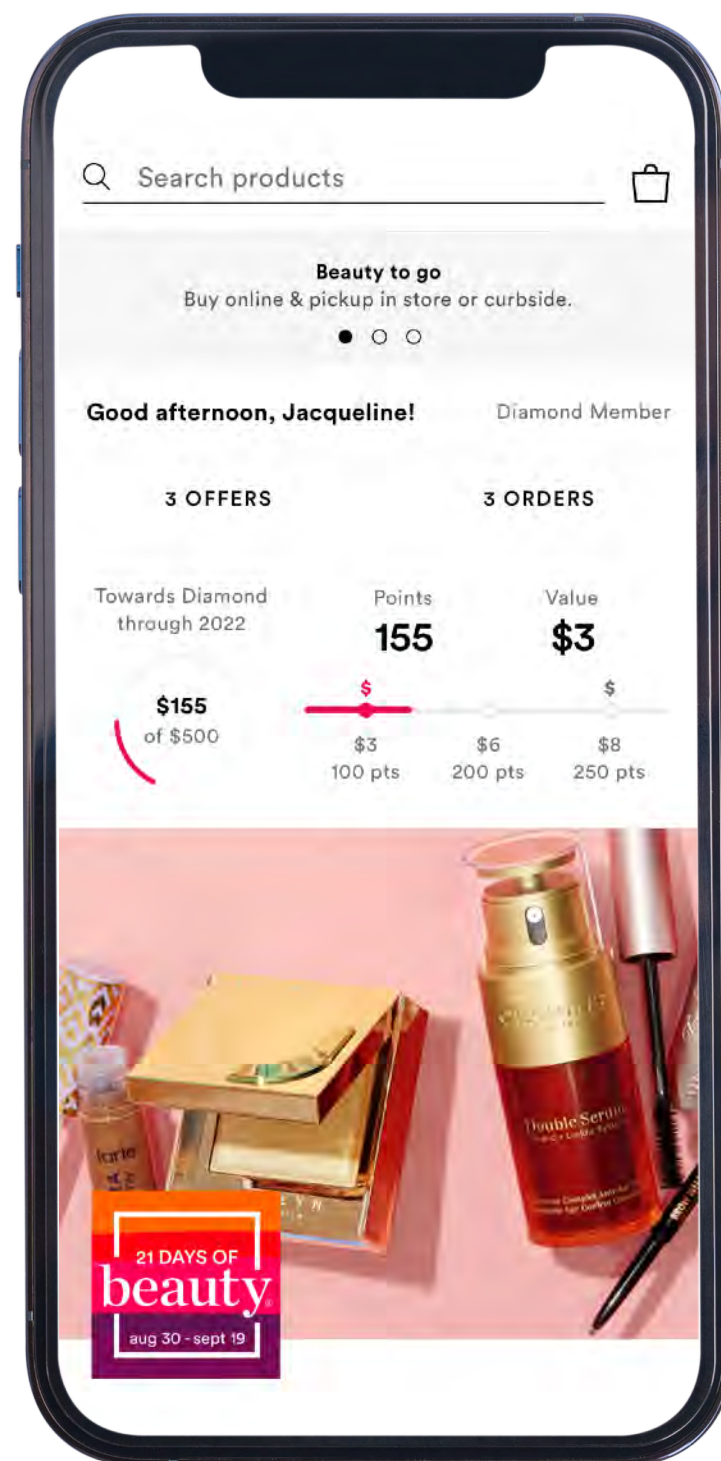 Search products
Beauty to go
Buy online & pickup in store or curbside.
Good afternoon, Jacqueline!
Diamond Member
3 OFFERS
3 ORDERS
Towards Diamond
through 2022
$155
of $500
Points
155
Value
$3
$
$
$3
$6
$8
100 pts
200 pts
250 pts
tarte
Double Serum
21 DAYS OF
beauty®
aug 30 - sept 19